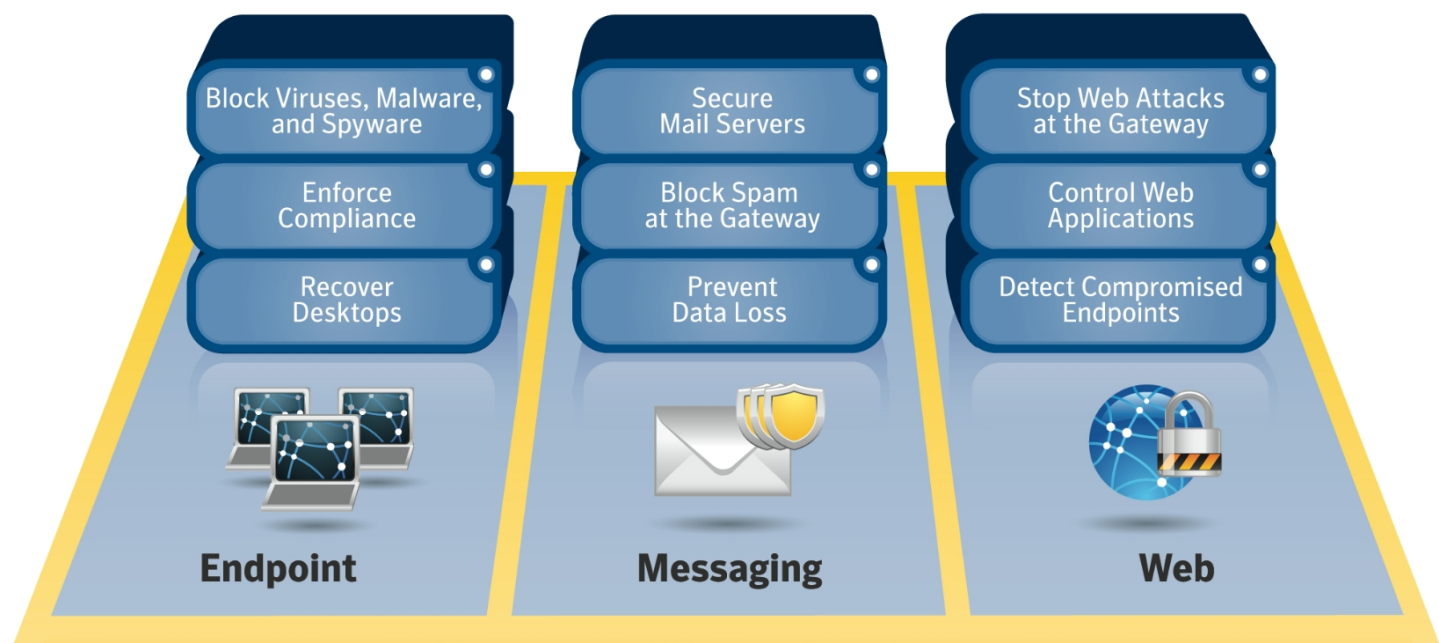 Block Viruses, Malware,
and Spyware
Enforce
Compliance
Recover
Desktops
Endpoint
Secure
Mail Servers
Block Spam
at the Gateway
Prevent
Data Loss
Messaging
Stop Web Attacks
at the Gateway
Control Web
Applications
Detect Compromised
Endpoints
Web